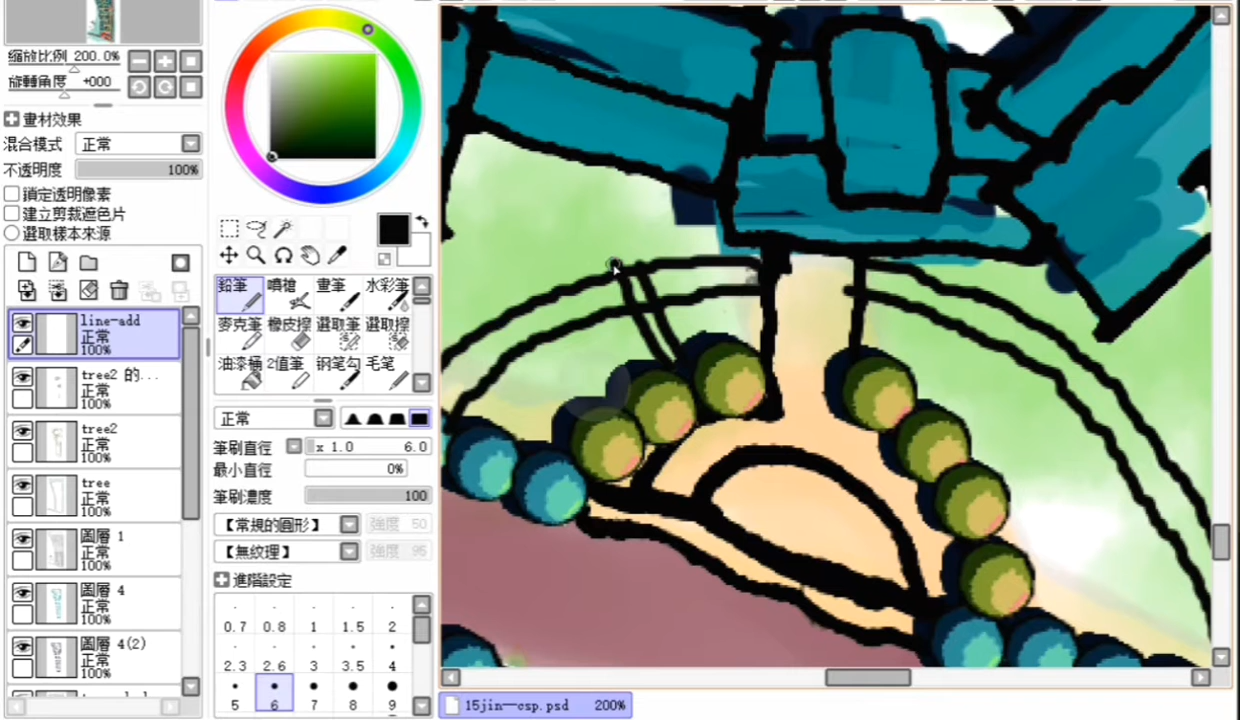 縮放比例 200.0%
旋轉角度 +000
畫材效果
混合模式 正常
不透明度 100%
鎖定透明像素
建立剪裁遮色片
選取樣本來源
line-add
正常
100%
tree2 的...
正常
100%
tree2
正常
100%
tree
正常
100%
圖層 1
正常
100%
圖層 4
正常
100%
圖層 4(2)
正常
100%
鉛筆 噴槍 畫筆 水彩筆
麥克筆 橡皮擦 選取筆 選取擦
油漆桶 2值筆 钢笔勾 毛笔
正常
筆刷直徑 x 1.0 6.0
最小直徑 0%
筆刷濃度 100
【常規的圓形】 強度 50
【無紋理】 強度 95
進階設定
0.7 0.8 1 1.5 2
2.3 2.6 3 3.5 4
5 6 7 8 9
15jin—csp.psd 200%